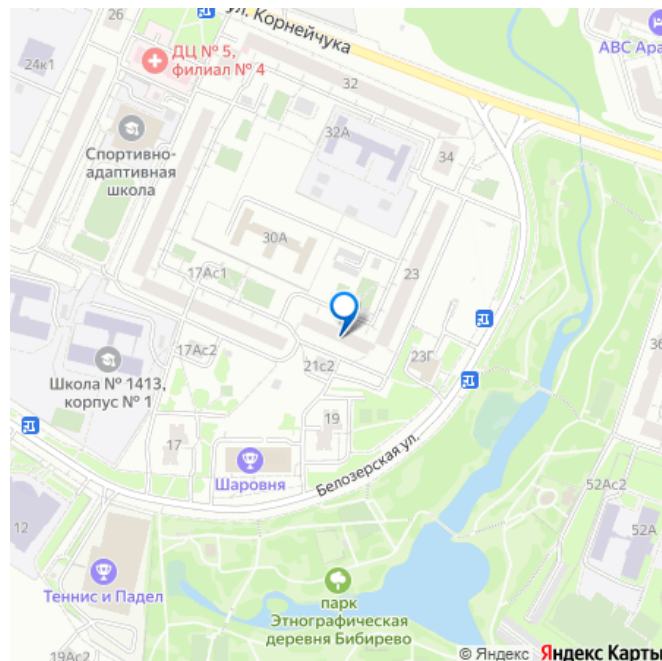 26
ул. Корнейчука
ДЦ № 5,
филиал № 4
24к1
32
АВС Ара
Спортивно-
адаптивная
школа
32А
34
30А
17Ас1
23
17Ас2
21с2
23Г
Школа № 1413,
корпус № 1
19
17
Шаровня
Белозерская ул.
36
52Ас2
52А
12
Теннис и Падел
парк
Этнографическая
деревня Бибирево
19Ас2
© Яндекс Яндекс Карты